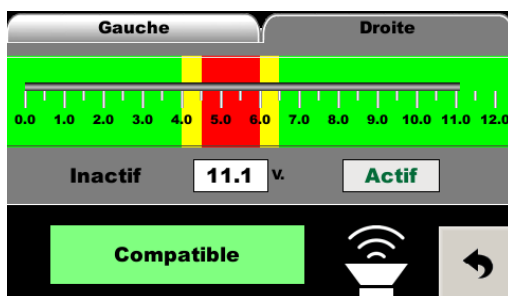 Gauche Droite
0.0 1.0 2.0 3.0 4.0 5.0 6.0 7.0 8.0 9.0 10.0 11.0 12.0
Inactif 11.1 V. Actif
Compatible